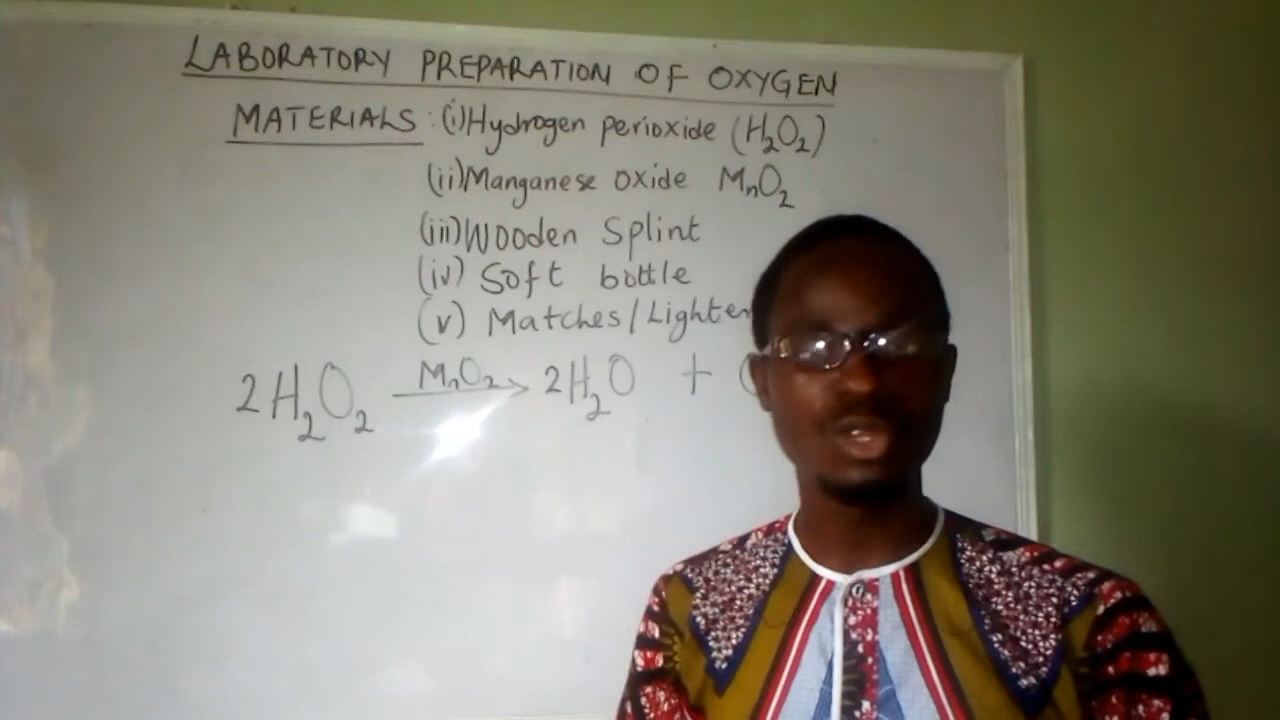 LABORATORY PREPARATION OF OXYGEN
MATERIALS: (i) Hydrogen perioxide (H₂O₂)
(ii) Manganese oxide MnO₂
(iii) Wooden Splint
(iv) Soft bottle
(v) Matches/Lighter
2H₂O₂ MnO₂→ 2H₂O +